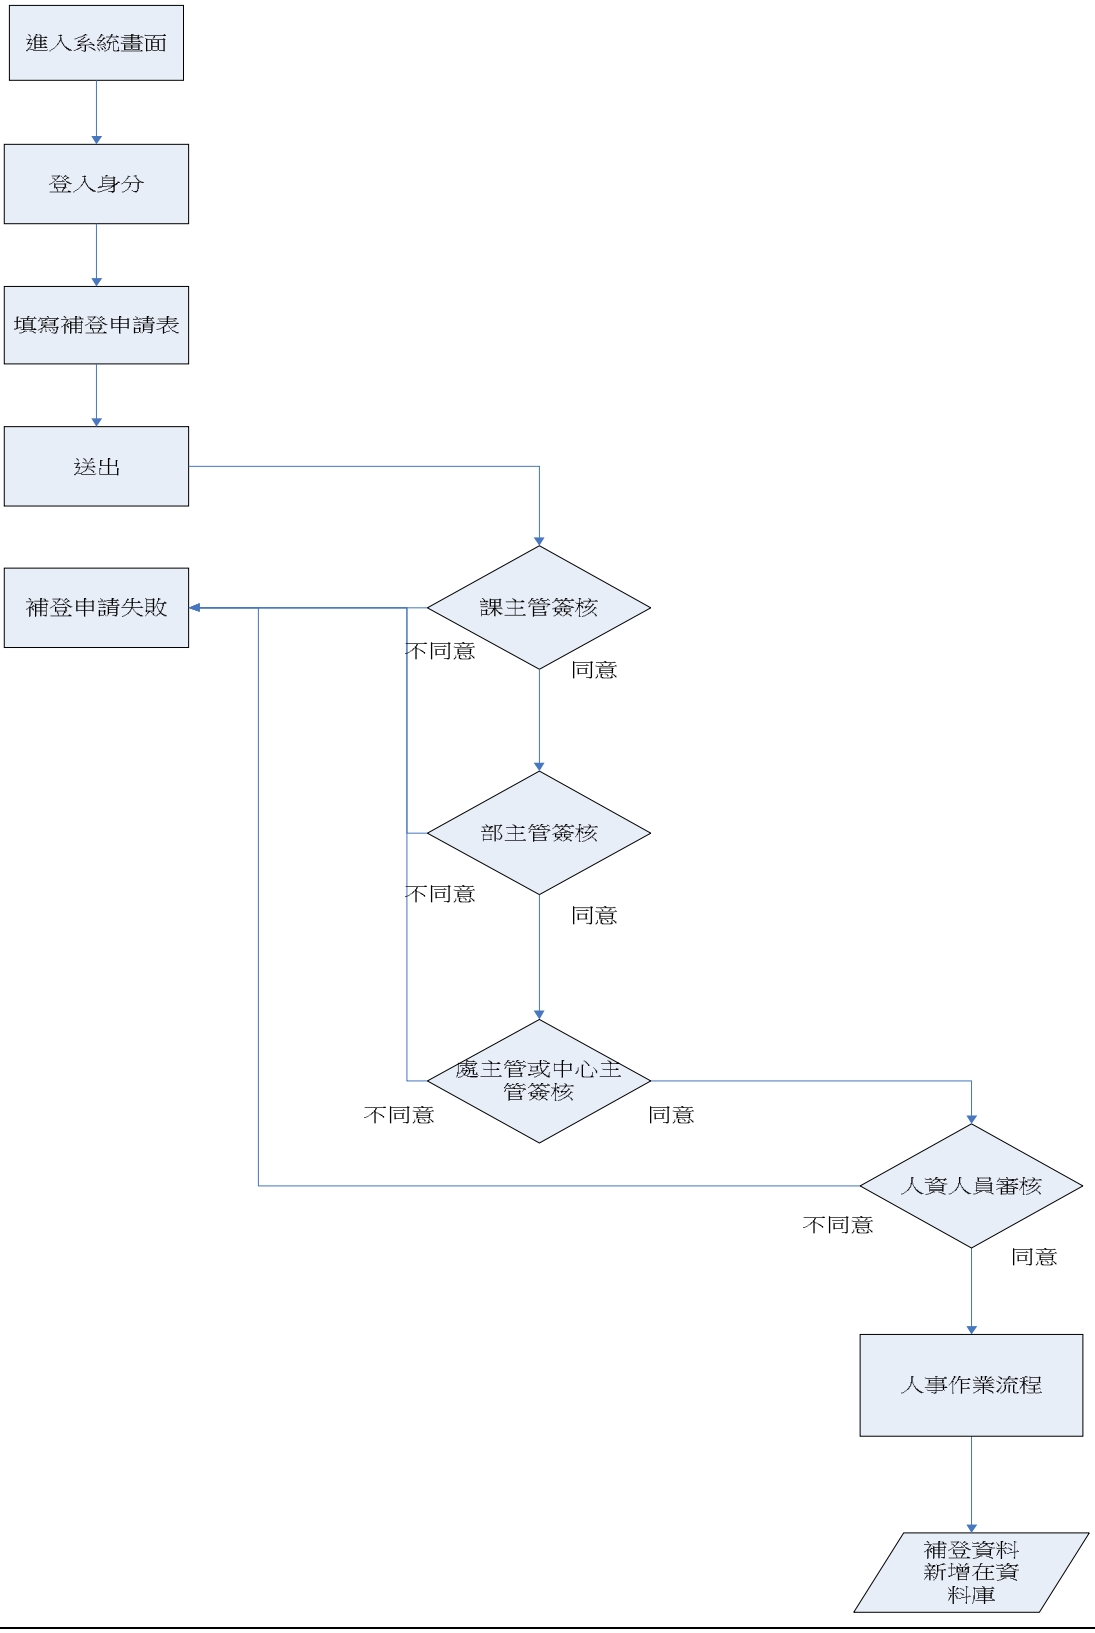 進入系統畫面
登入身分
填寫補登申請表
送出
補登申請失敗
課主管簽核
不同意
同意
部主管簽核
不同意
同意
處主管或中心主
管簽核
不同意
同意
人資人員審核
不同意
同意
人事作業流程
補登資料
新增在資
料庫